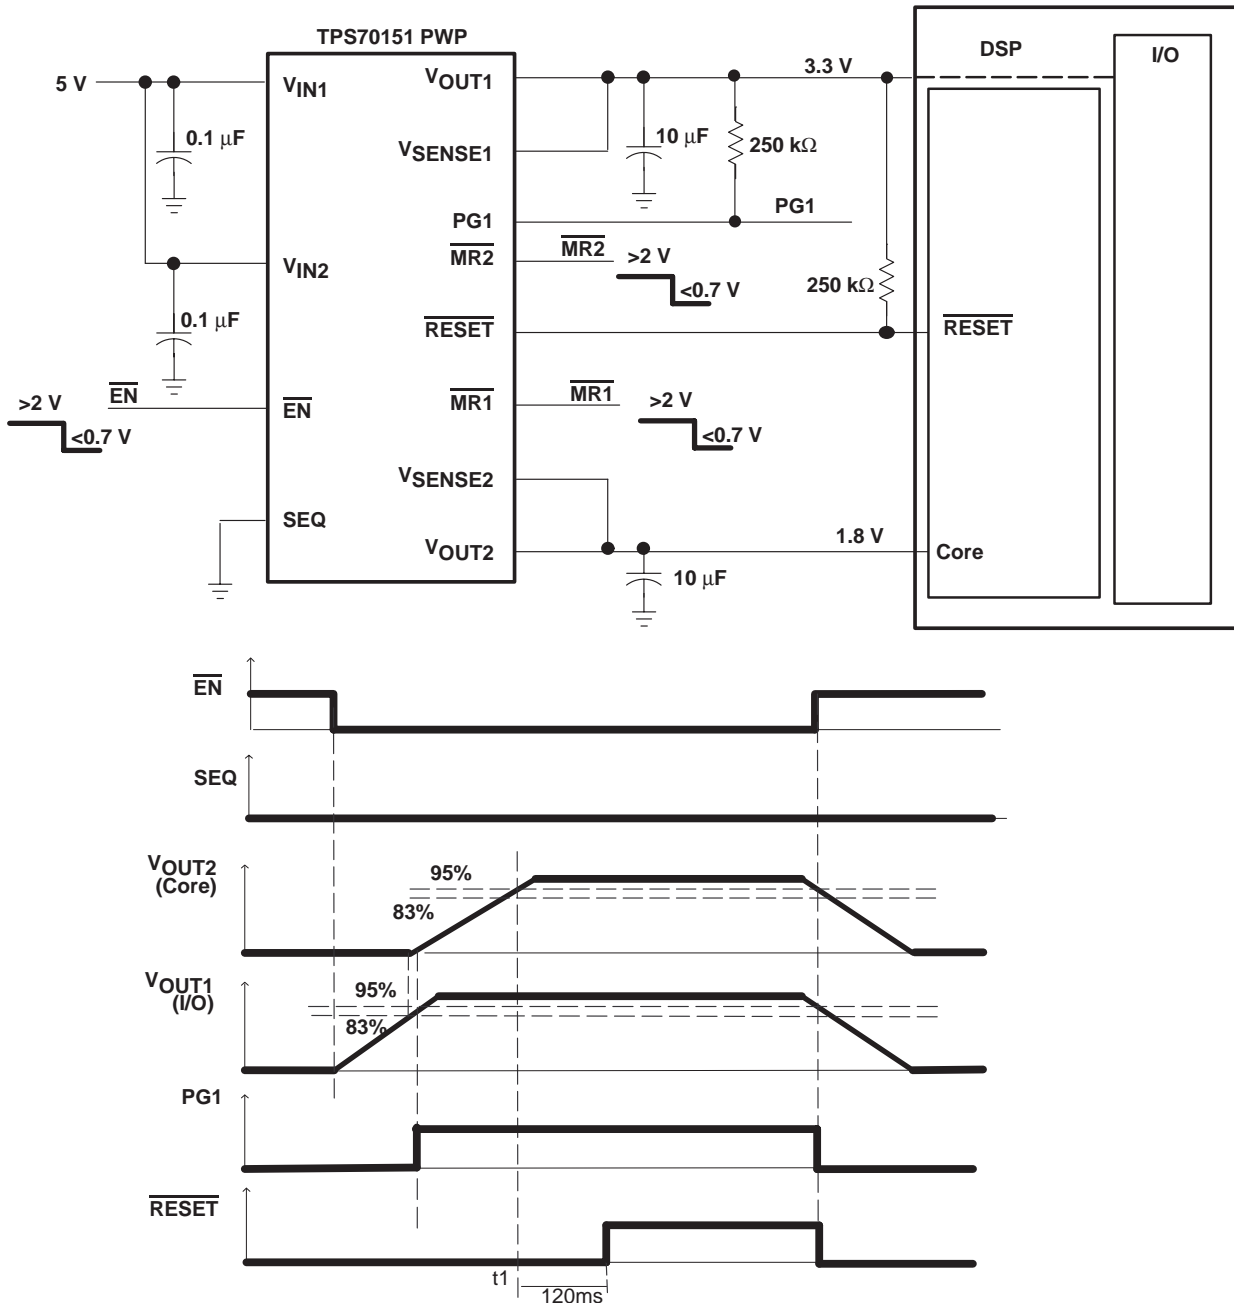 TPS70151 PWP
DSP
I/O
5 V
VIN1
VOUT1
3.3 V
0.1 μF
VSENSE1
10 μF
250 kΩ
PG1
PG1
MR2
MR2
>2 V
<0.7 V
VIN2
250 kΩ
0.1 μF
RESET
RESET
EN
>2 V
<0.7 V
EN
MR1
MR1
>2 V
<0.7 V
VSENSE2
SEQ
VOUT2
1.8 V
Core
10 μF
EN
SEQ
VOUT2
(Core)
95%
83%
VOUT1
(I/O)
95%
83%
PG1
RESET
t1
120ms